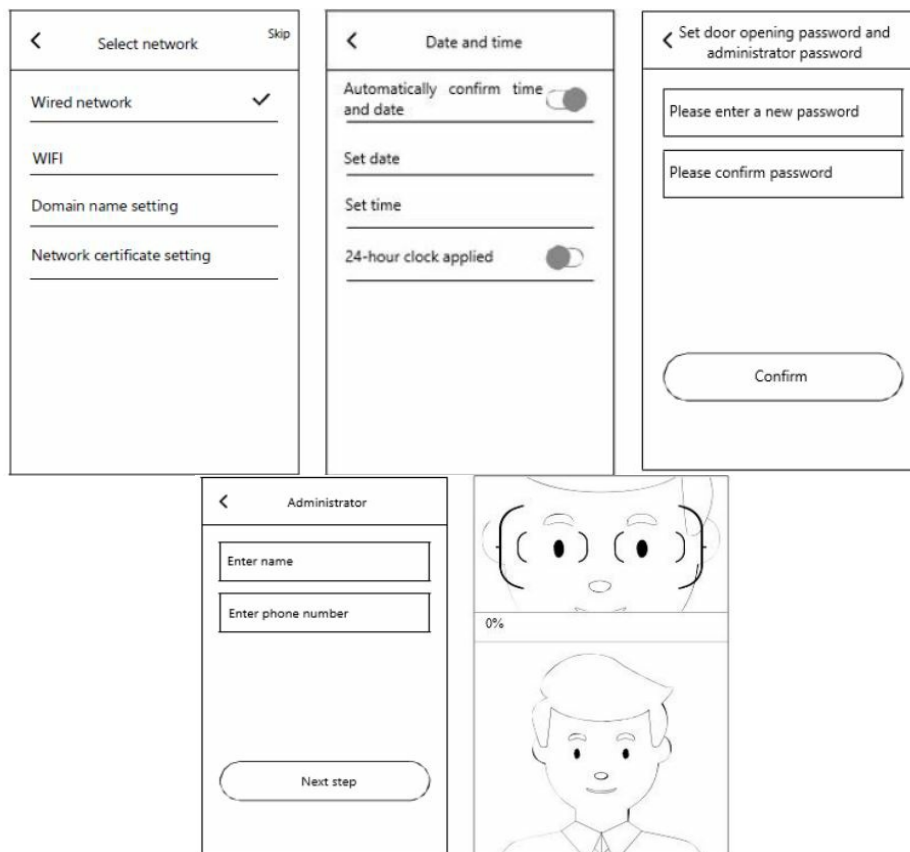 Select network
Skip
Wired network
WIFI
Domain name setting
Network certificate setting
Date and time
Automatically confirm time
and date
Set date
Set time
24-hour clock applied
Set door opening password and
administrator password
Please enter a new password
Please confirm password
Confirm
Administrator
Enter name
Enter phone number
Next step
0%